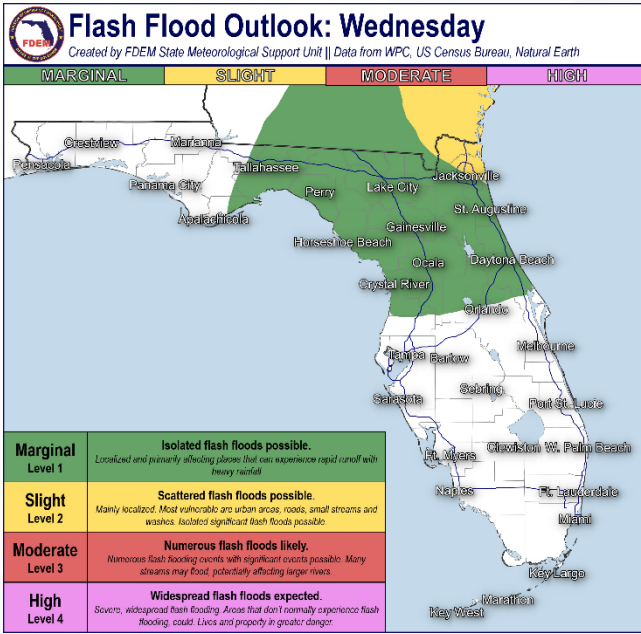 Flash Flood Outlook: Wednesday
Created by FDEM State Meteorological Support Unit || Data from WPC, US Census Bureau, Natural Earth
FDEM
MARGINAL SLIGHT MODERATE HIGH
Crestview
Marianna
Pensacola
Tallahassee
Jacksonville
Panama City
Perry
Lake City
Apalachicola
St. Augustine
Gainesville
Horseshoe Beach
Ocala
Daytona Beach
Crystal River
Orlando
Tampa
Bartow
Melbourne
Sebring
Sarasota
Port St. Lucie
Clewiston
W. Palm Beach
Ft. Myers
Naples
Ft. Lauderdale
Miami
Key Largo
Marathon
Key West
Marginal
Level 1
Isolated flash floods possible.
Localized and primarily affecting places that can experience rapid runoff with
heavy rainfall
Slight
Level 2
Scattered flash floods possible.
Mainly localized. Most vulnerable are urban areas, roads, small streams and
washes. Isolated significant flash floods possible.
Moderate
Level 3
Numerous flash floods likely.
Numerous flash flooding events with significant events possible. Many
streams may flood, potentially affecting larger rivers.
High
Level 4
Widespread flash floods expected.
Severe, widespread flash flooding. Areas that don't normally experience flash
flooding, could. Lives and property in greater danger.